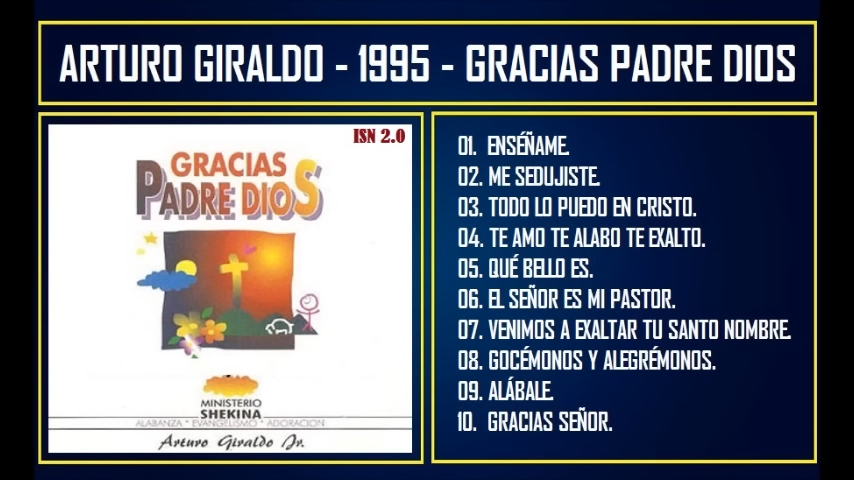 ARTURO GIRALDO - 1995 - GRACIAS PADRE DIOS
ISN 2.0
GRACIAS
PADRE DIOS
MINISTERIO
SHEKINA
ALABANZA * EVANGELISMO * ADORACION
Arturo Giraldo Jr.
01. ENSÉÑAME.
02. ME SEDUJISTE.
03. TODO LO PUEDO EN CRISTO.
04. TE AMO TE ALABO TE EXALTO.
05. QUÉ BELLO ES.
06. EL SEÑOR ES MI PASTOR.
07. VENIMOS A EXALTAR TU SANTO NOMBRE.
08. GOCÉMONOS Y ALEGRÉMONOS.
09. ALÁBALE.
10. GRACIAS SEÑOR.